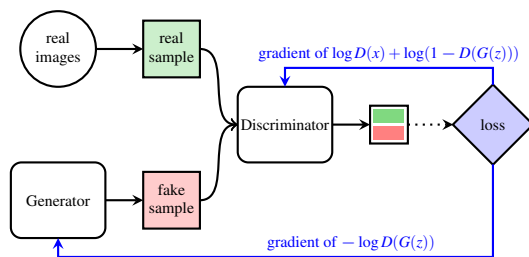 real
images
real
sample
gradient of log D(x) + log(1 − D(G(z)))
Discriminator
loss
Generator
fake
sample
gradient of − log D(G(z))